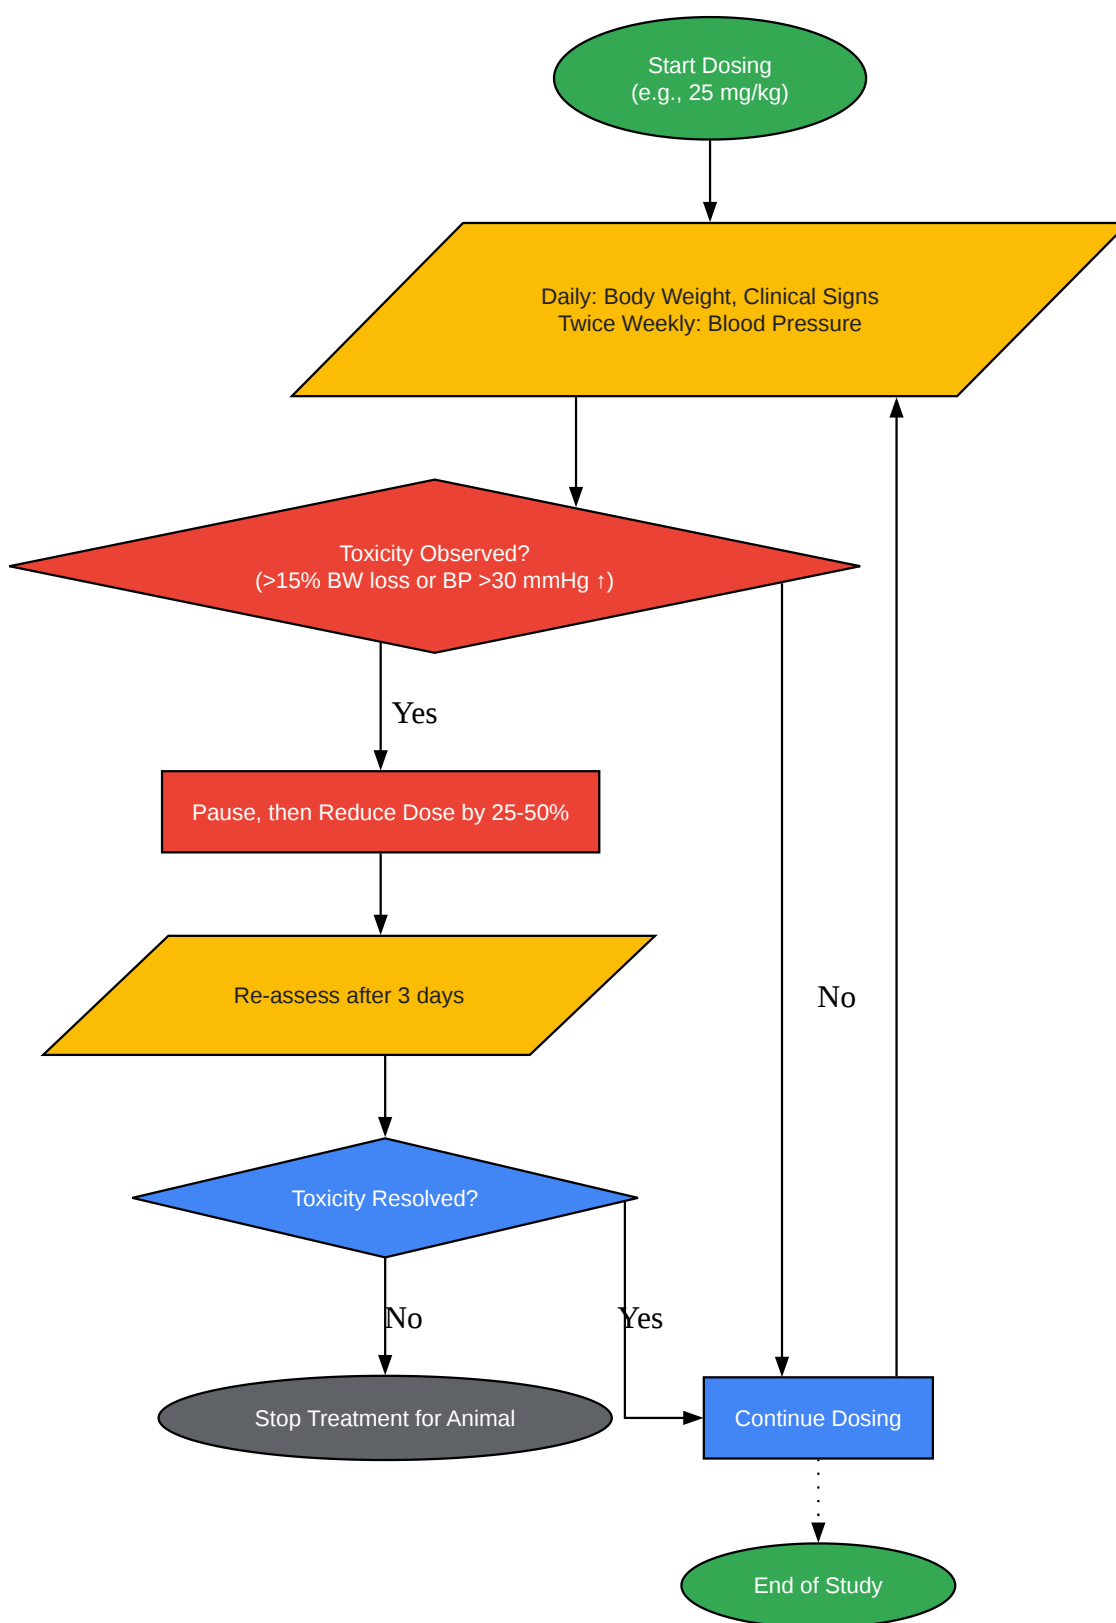 Start Dosing
(e.g., 25 mg/kg)
Daily: Body Weight, Clinical Signs
Twice Weekly: Blood Pressure
Toxicity Observed?
(>15% BW loss or BP >30 mmHg ↑)
Yes
Pause, then Reduce Dose by 25-50%
Re-assess after 3 days
No
Toxicity Resolved?
No
Yes
Stop Treatment for Animal
Continue Dosing
End of Study